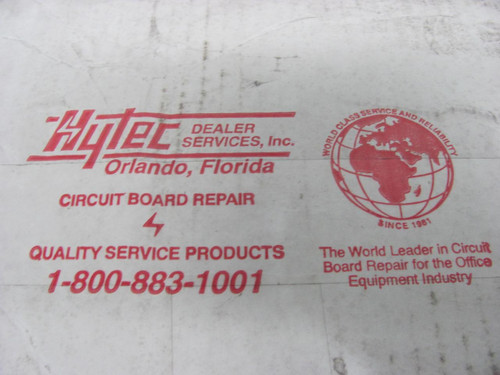 Hytec DEALER SERVICES, Inc.
Orlando, Florida
CIRCUIT BOARD REPAIR
QUALITY SERVICE PRODUCTS
1-800-883-1001
WORLD CLASS SERVICE AND RELIABILITY
SINCE 1981
The World Leader in Circuit
Board Repair for the Office
Equipment Industry